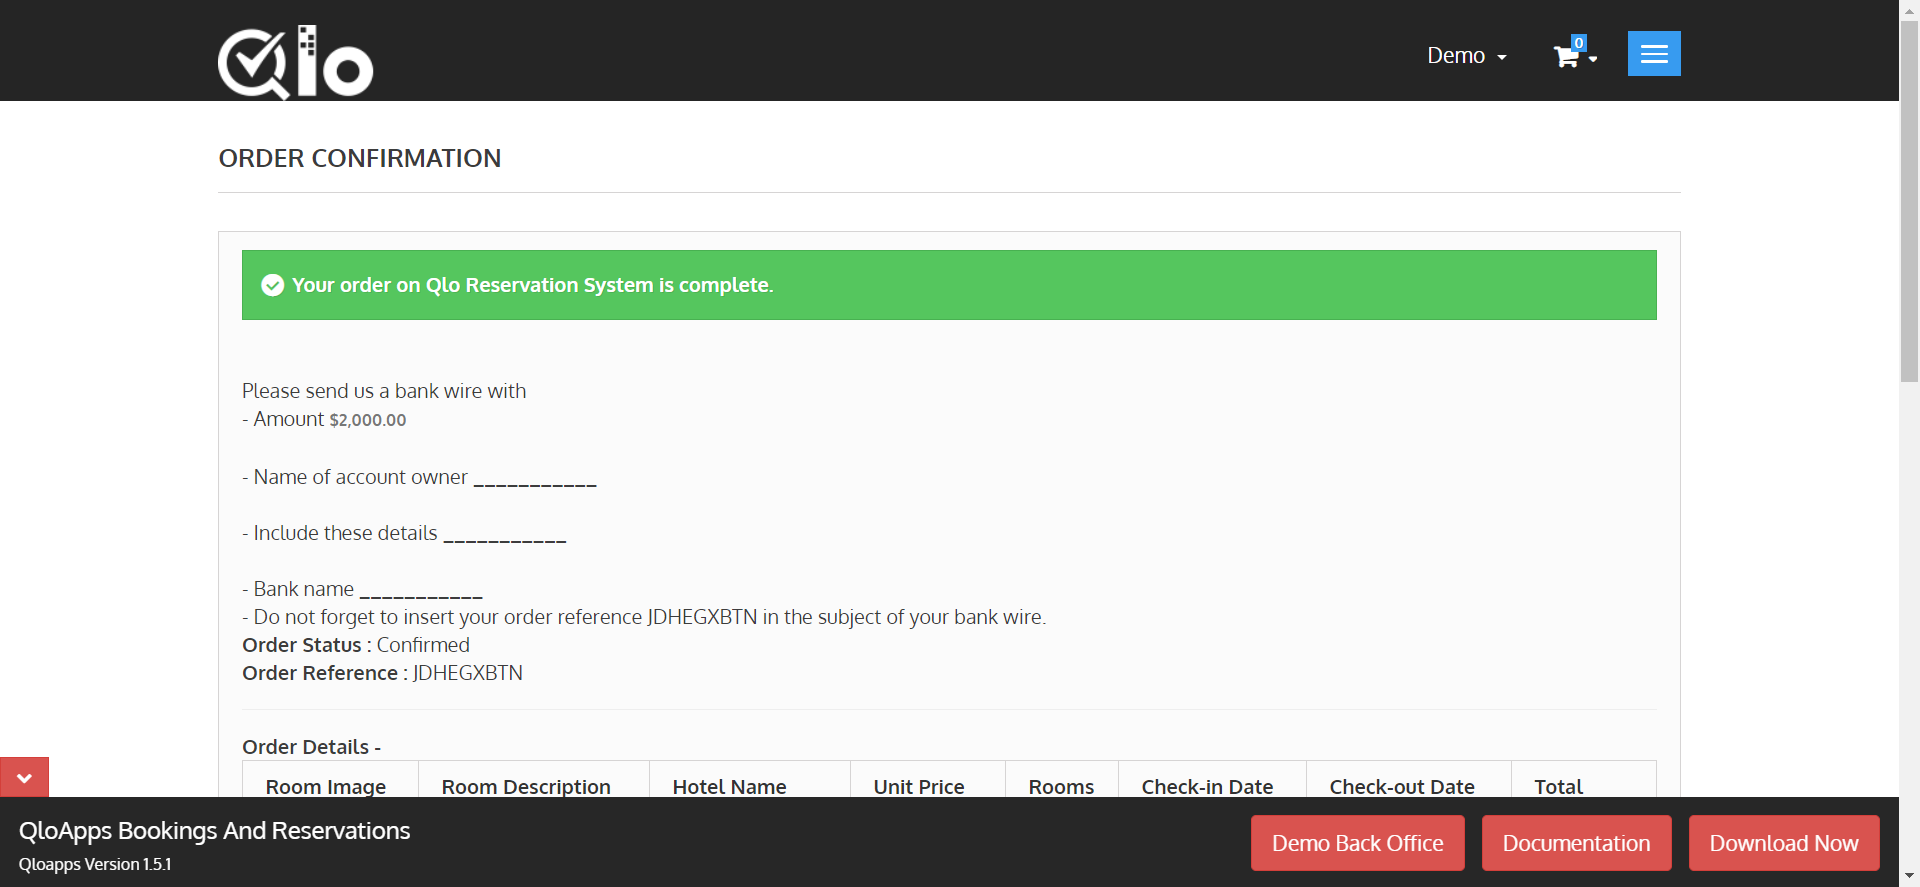 Qlo
Demo
0
ORDER CONFIRMATION
Your order on Qlo Reservation System is complete.
Please send us a bank wire with
- Amount $2,000.00
- Name of account owner ___________
- Include these details ___________
- Bank name ___________
- Do not forget to insert your order reference JDHEGXBTN in the subject of your bank wire.
Order Status : Confirmed
Order Reference : JDHEGXBTN
Order Details -
Room Image Room Description Hotel Name Unit Price Rooms Check-in Date Check-out Date Total
QloApps Bookings And Reservations
Qloapps Version 1.5.1
Demo Back Office Documentation Download Now